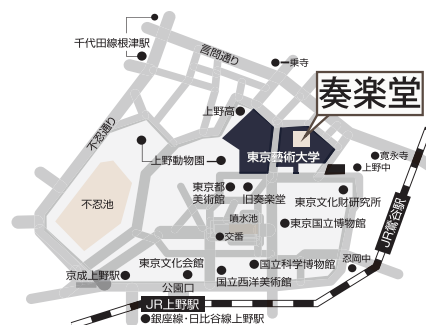 千代田線根津駅
言問通り
一乗寺
奏楽堂
上野高
不忍通り
上野動物園
東京藝術大学
寛永寺
上野中
東京都
美術館
旧奏楽堂
東京文化財研究所
不忍池
噴水池
東京国立博物館
交番
JR鶯谷駅
忍岡中
東京文化会館
国立科学博物館
京成上野駅
公園口
国立西洋美術館
JR上野駅
銀座線・日比谷線上野駅